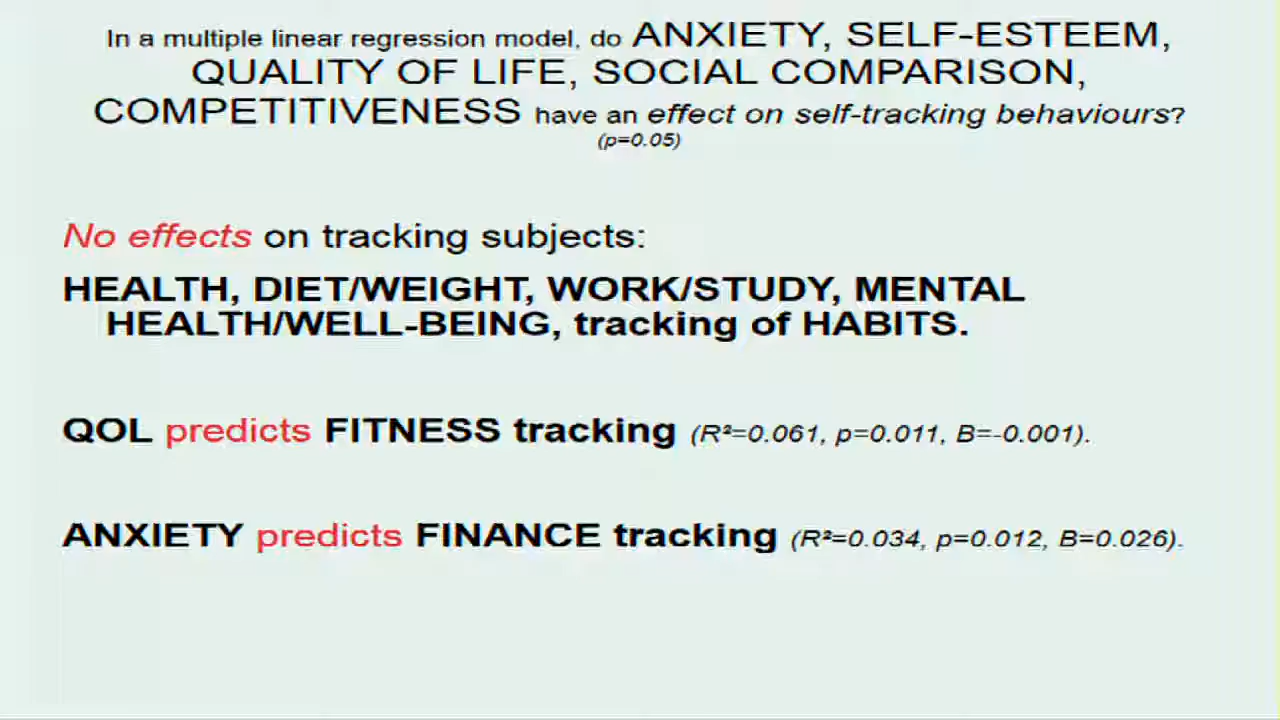 In a multiple linear regression model, do ANXIETY, SELF-ESTEEM,
QUALITY OF LIFE, SOCIAL COMPARISON,
COMPETITIVENESS have an effect on self-tracking behaviours?
(p=0.05)
No effects on tracking subjects:
HEALTH, DIET/WEIGHT, WORK/STUDY, MENTAL
HEALTH/WELL-BEING, tracking of HABITS.
QOL predicts FITNESS tracking (R²=0.061, p=0.011, B=-0.001).
ANXIETY predicts FINANCE tracking (R²=0.034, p=0.012, B=0.026).